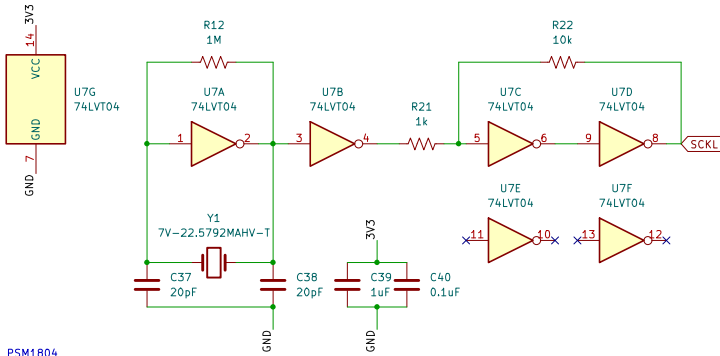 3V3
14
VCC
U7G
74LVT04
GND
7
GND
R12
1M
U7A
74LVT04
1
2
U7B
74LVT04
3
4
R21
1k
R22
10k
U7C
74LVT04
5
6
U7D
74LVT04
9
8
SCKL
Y1
7V-22.5792MAHV-T
C37
20pF
C38
20pF
GND
3V3
C39
1uF
C40
0.1uF
GND
U7E
74LVT04
11
10
U7F
74LVT04
13
12
PSM1804